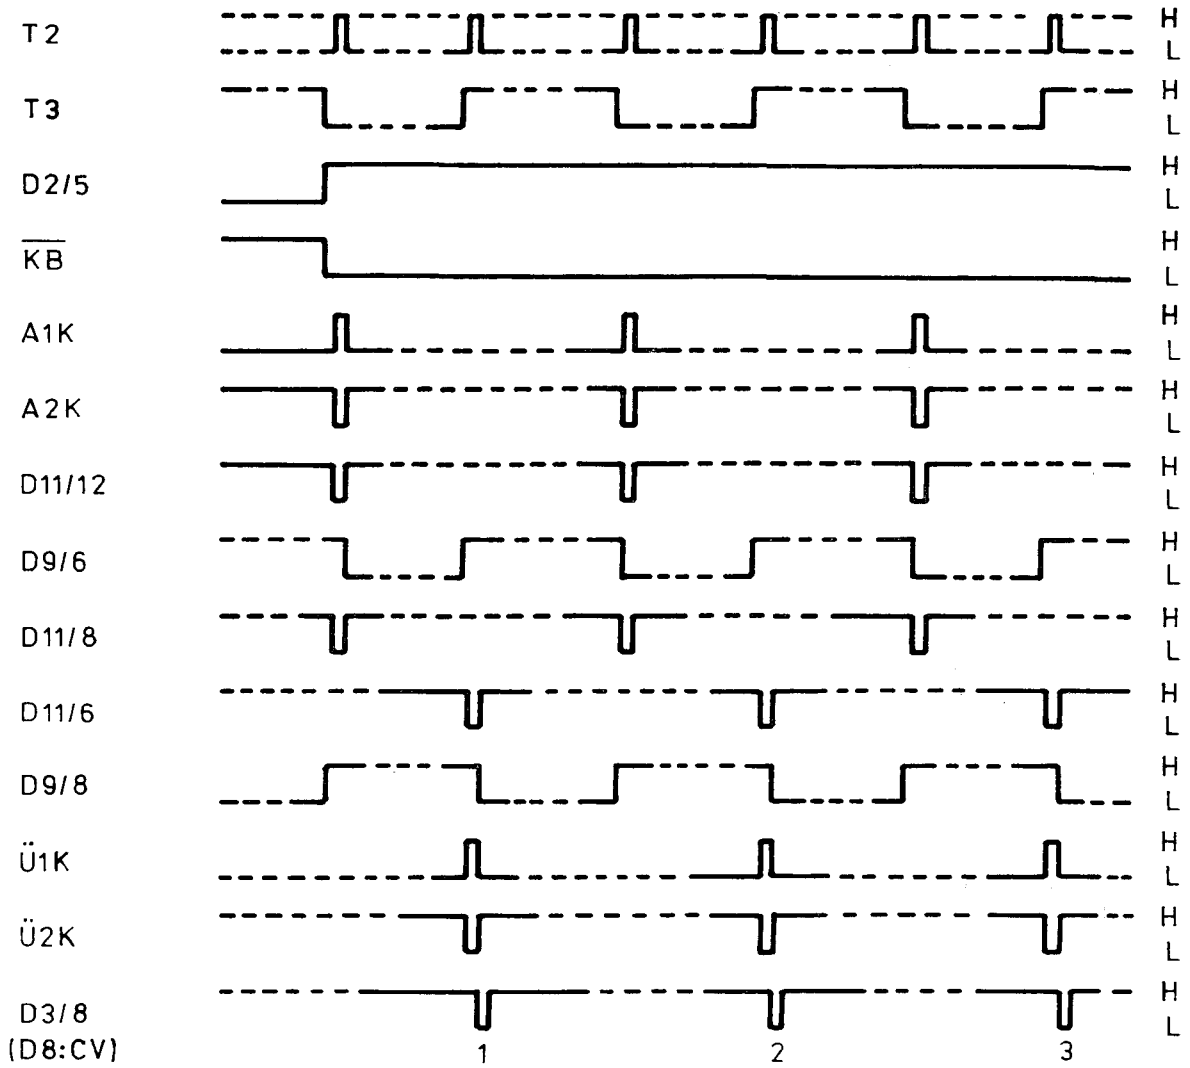 T2 H
L
T3 H
L
D2/5 H
L
K̅B̅ H
L
A1K H
L
A2K H
L
D11/12 H
L
D9/6 H
L
D11/8 H
L
D11/6 H
L
D9/8 H
L
Ü1K H
L
Ü2K H
L
D3/8 H
L
(D8:CV) 1 2 3